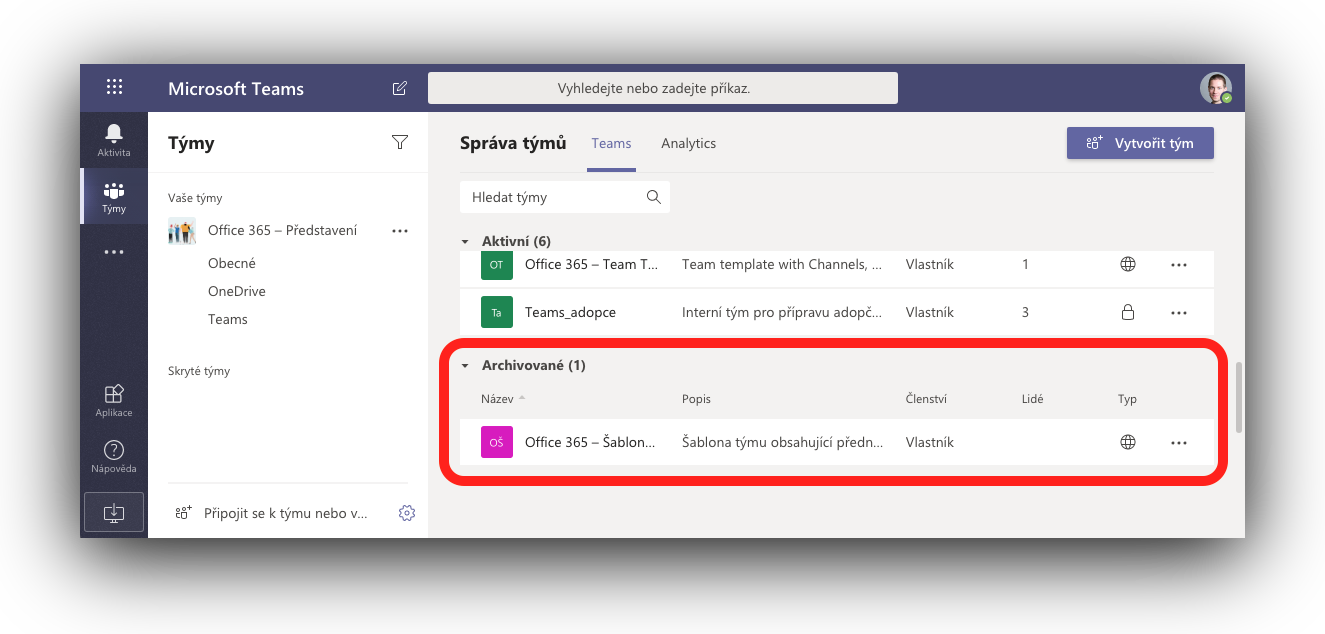 Microsoft Teams
Vyhledejte nebo zadejte příkaz.
Aktivita
Týmy
Aplikace
Nápověda
Týmy
Vaše týmy
Office 365 – Představení
Obecné
OneDrive
Teams
Skryté týmy
Připojit se k týmu nebo v...
Správa týmů Teams Analytics Vytvořit tým
Hledat týmy
Aktivní (6)
OT Office 365 – Team T... Team template with Channels, ... Vlastník 1
Ta Teams_adopce Interní tým pro přípravu adopč... Vlastník 3
Archivované (1)
Název Popis Členství Lidé Typ
OŠ Office 365 – Šablon... Šablona týmu obsahující předn... Vlastník